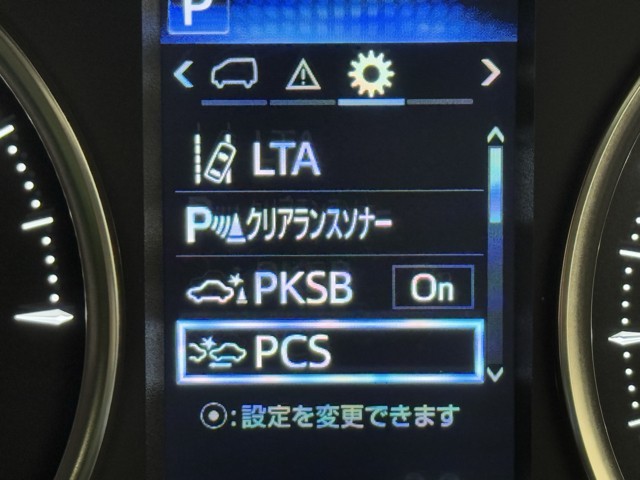 P
LTA
P クリアランスソナー
PKSB On
PCS
:設定を変更できます